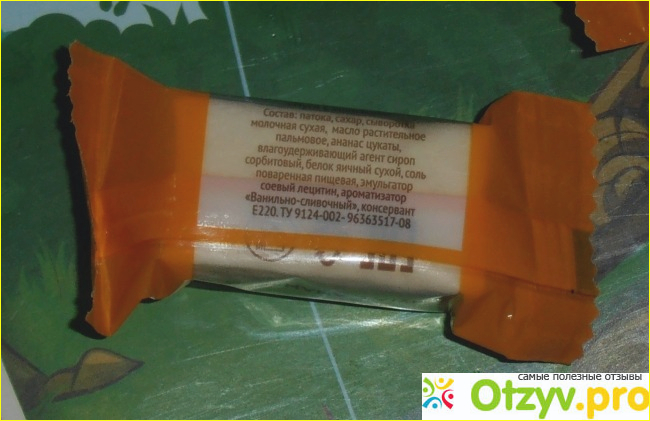 Состав: патока, сахар, сыворотка
молочная сухая, масло растительное
пальмовое, ананас цукаты,
влагоудерживающий агент сироп
сорбитовый, белок яичный сухой, соль
поваренная пищевая, эмульгатор
соевый лецитин, ароматизатор
«Ванильно-сливочный», консервант
Е220. ТУ 9124-002- 96363517-08
самые полезные отзывы
Otzyv.pro